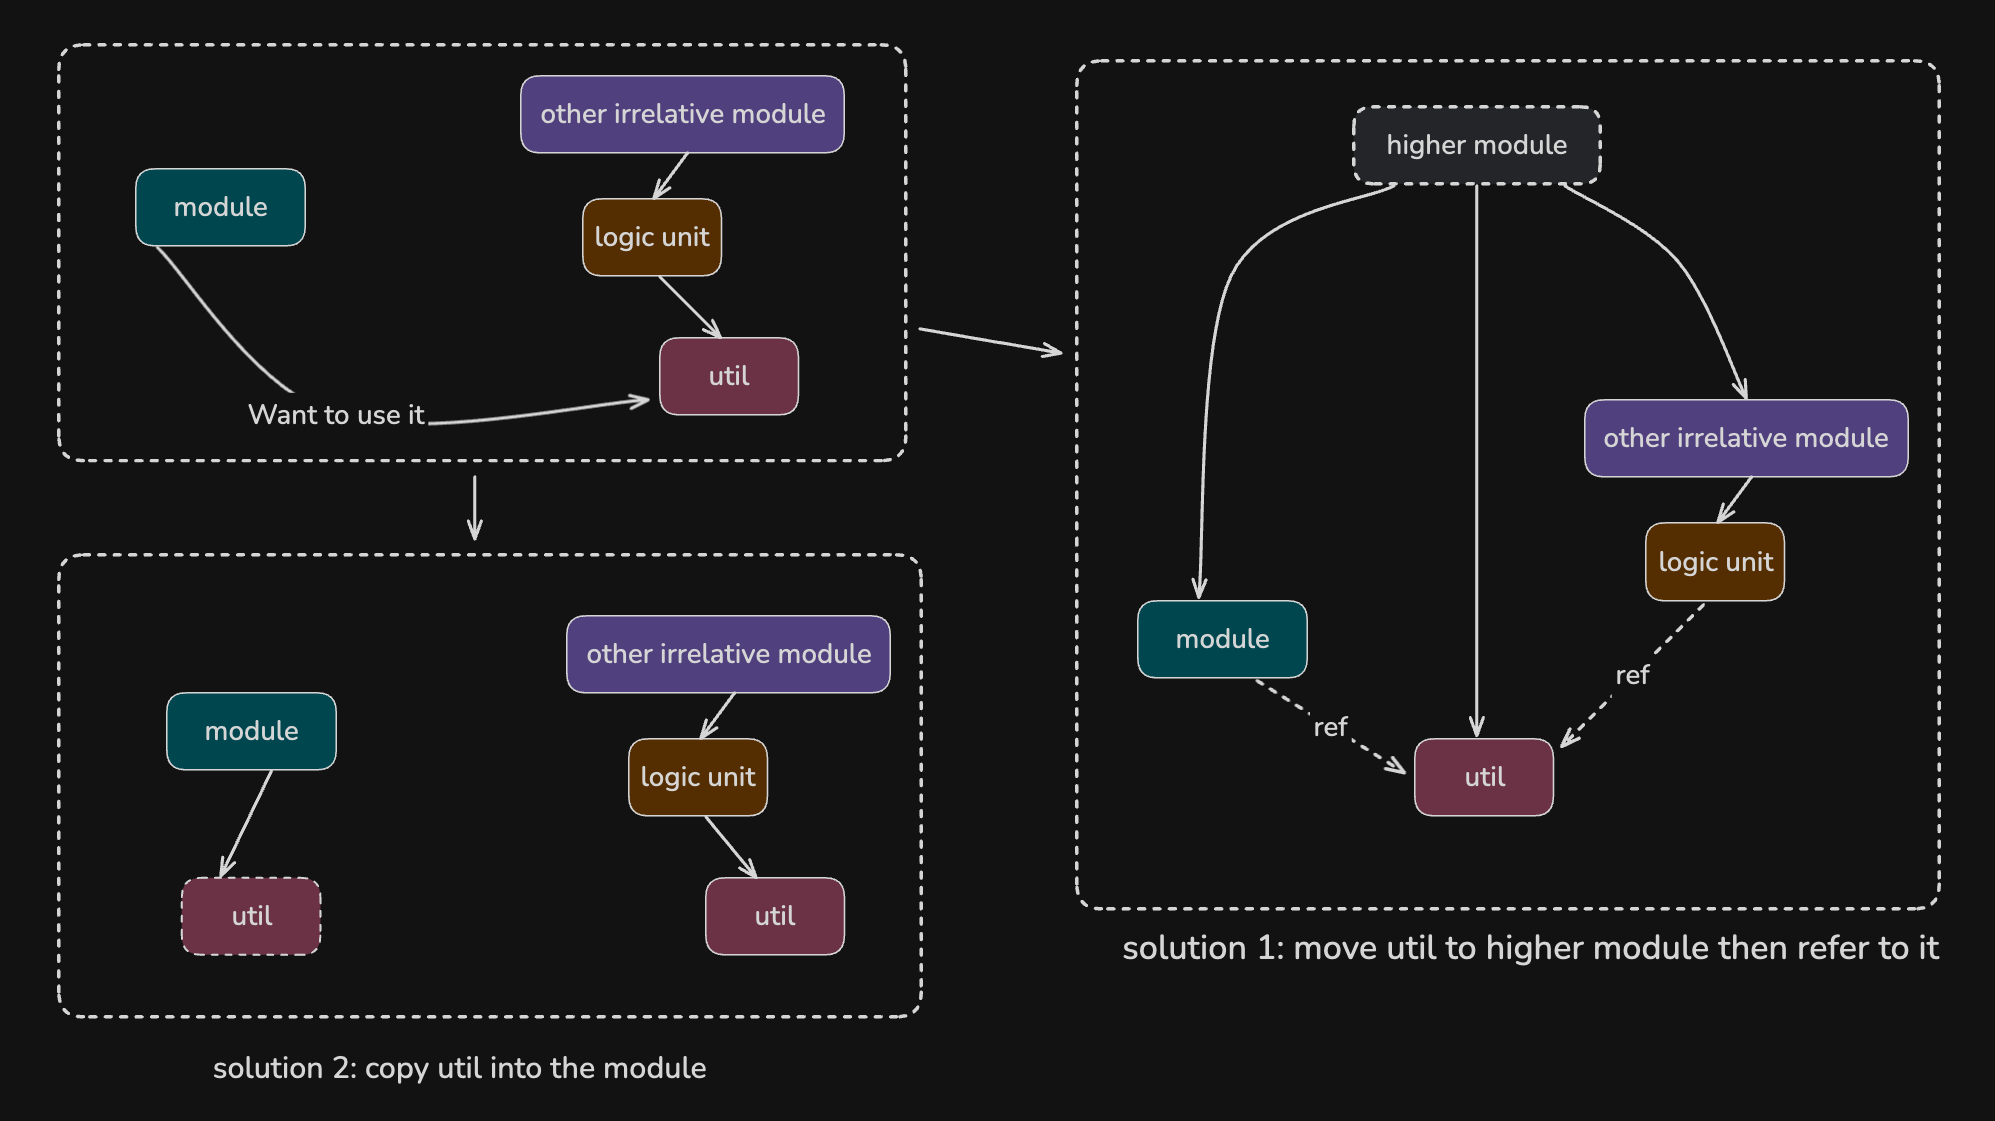 other irrelative module
module
logic unit
util
Want to use it
higher module
other irrelative module
logic unit
module
ref
ref
util
solution 1: move util to higher module then refer to it
other irrelative module
module
logic unit
util
util
solution 2: copy util into the module